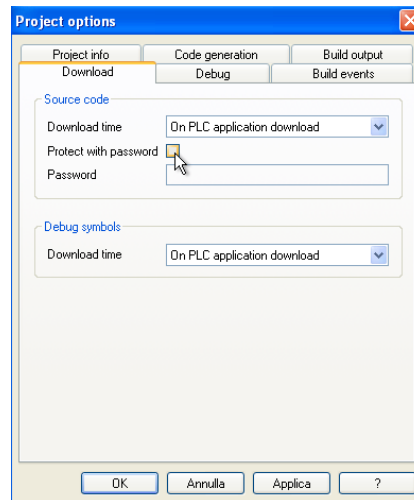 Project options
Project info Code generation Build output
Download Debug Build events
Source code
Download time On PLC application download
Protect with password
Password
Debug symbols
Download time On PLC application download
OK Annulla Applica ?